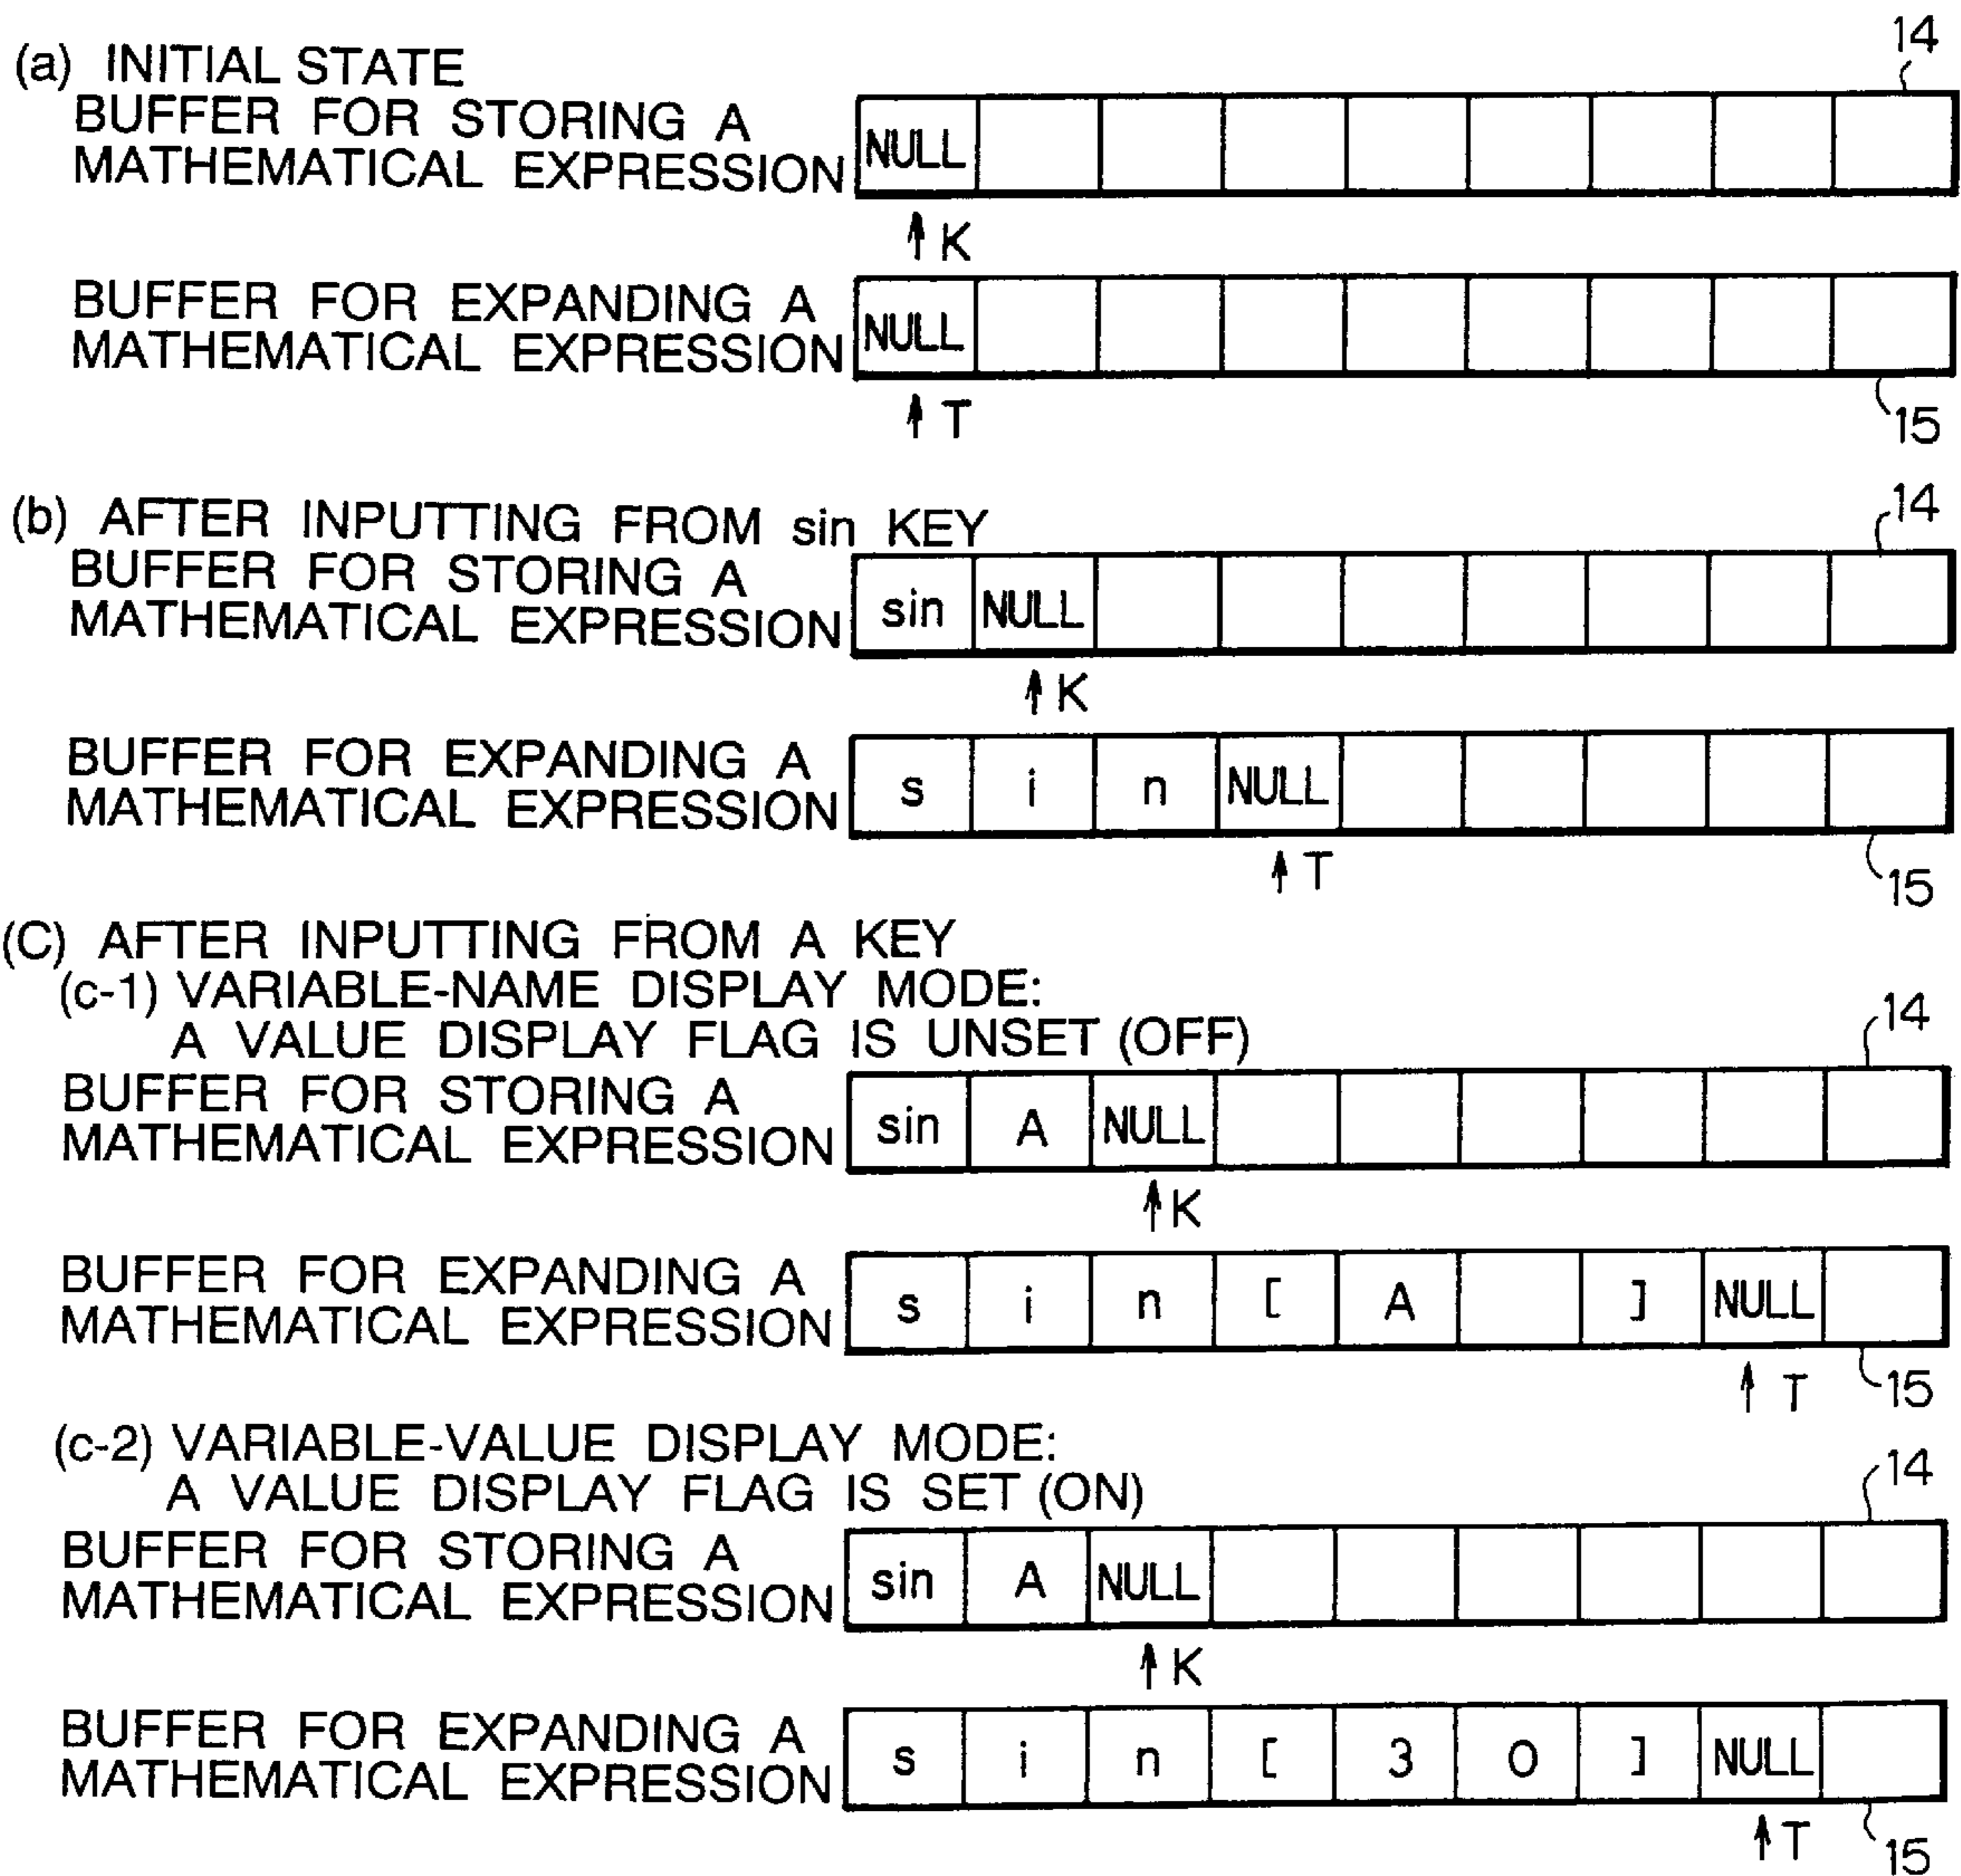 14
(a) INITIAL STATE
BUFFER FOR STORING A
MATHEMATICAL EXPRESSION NULL
K
BUFFER FOR EXPANDING A
MATHEMATICAL EXPRESSION NULL
T
15
(b) AFTER INPUTTING FROM sin KEY
14
BUFFER FOR STORING A
MATHEMATICAL EXPRESSION sin NULL
K
BUFFER FOR EXPANDING A
MATHEMATICAL EXPRESSION s i n NULL
T
15
(C) AFTER INPUTTING FROM A KEY
(c-1) VARIABLE-NAME DISPLAY MODE:
A VALUE DISPLAY FLAG IS UNSET (OFF)
14
BUFFER FOR STORING A
MATHEMATICAL EXPRESSION sin A NULL
K
BUFFER FOR EXPANDING A
MATHEMATICAL EXPRESSION s i n [ A ] NULL
T
15
(c-2) VARIABLE-VALUE DISPLAY MODE:
A VALUE DISPLAY FLAG IS SET (ON)
14
BUFFER FOR STORING A
MATHEMATICAL EXPRESSION sin A NULL
K
BUFFER FOR EXPANDING A
MATHEMATICAL EXPRESSION s i n [ 3 0 ] NULL
T
15